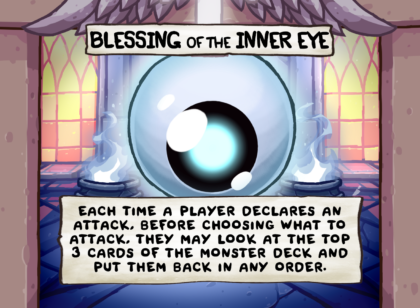 BLESSING OF THE INNER EYE
EACH TIME A PLAYER DECLARES AN
ATTACK, BEFORE CHOOSING WHAT TO
ATTACK, THEY MAY LOOK AT THE TOP
3 CARDS OF THE MONSTER DECK AND
PUT THEM BACK IN ANY ORDER.